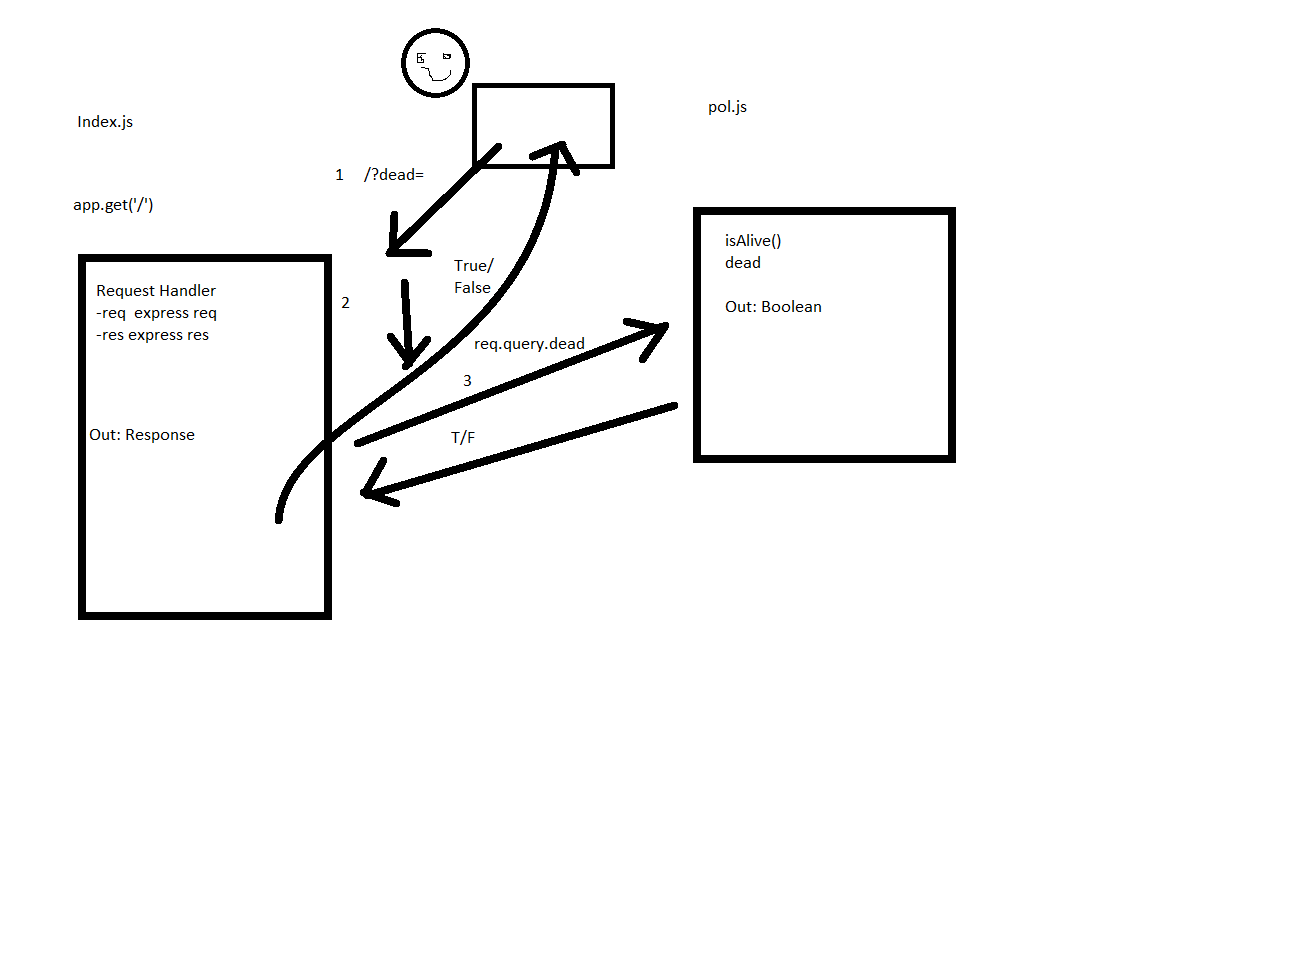 Index.js
pol.js
1 /?dead=
app.get('/')
isAlive()
dead
Out: Boolean
True/
False
Request Handler
-req  express req
-res express res
2
req.query.dead
3
Out: Response
T/F